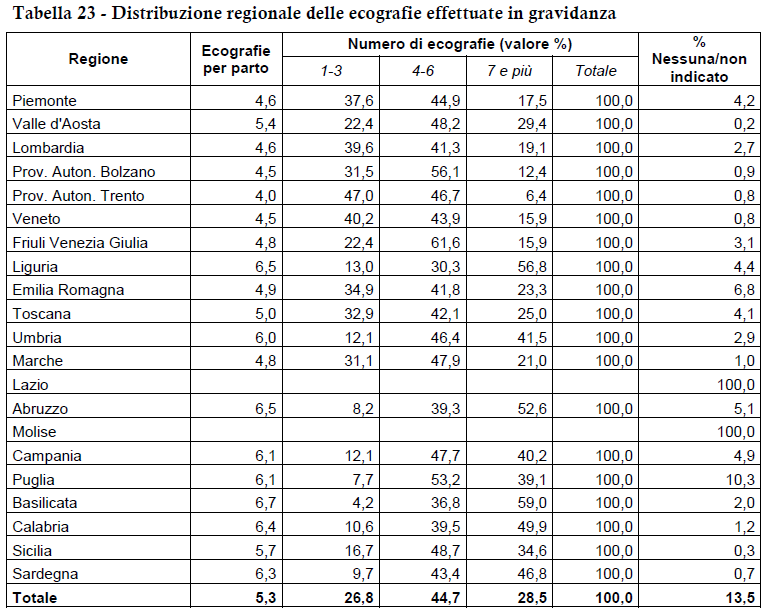 Tabella 23 - Distribuzione regionale delle ecografie effettuate in gravidanza
Regione Ecografie per parto Numero di ecografie (valore %) % Nessuna/non indicato
1-3 4-6 7 e più Totale
Piemonte 4,6 37,6 44,9 17,5 100,0 4,2
Valle d'Aosta 5,4 22,4 48,2 29,4 100,0 0,2
Lombardia 4,6 39,6 41,3 19,1 100,0 2,7
Prov. Auton. Bolzano 4,5 31,5 56,1 12,4 100,0 0,9
Prov. Auton. Trento 4,0 47,0 46,7 6,4 100,0 0,8
Veneto 4,5 40,2 43,9 15,9 100,0 0,8
Friuli Venezia Giulia 4,8 22,4 61,6 15,9 100,0 3,1
Liguria 6,5 13,0 30,3 56,8 100,0 4,4
Emilia Romagna 4,9 34,9 41,8 23,3 100,0 6,8
Toscana 5,0 32,9 42,1 25,0 100,0 4,1
Umbria 6,0 12,1 46,4 41,5 100,0 2,9
Marche 4,8 31,1 47,9 21,0 100,0 1,0
Lazio 100,0
Abruzzo 6,5 8,2 39,3 52,6 100,0 5,1
Molise 100,0
Campania 6,1 12,1 47,7 40,2 100,0 4,9
Puglia 6,1 7,7 53,2 39,1 100,0 10,3
Basilicata 6,7 4,2 36,8 59,0 100,0 2,0
Calabria 6,4 10,6 39,5 49,9 100,0 1,2
Sicilia 5,7 16,7 48,7 34,6 100,0 0,3
Sardegna 6,3 9,7 43,4 46,8 100,0 0,7
Totale 5,3 26,8 44,7 28,5 100,0 13,5